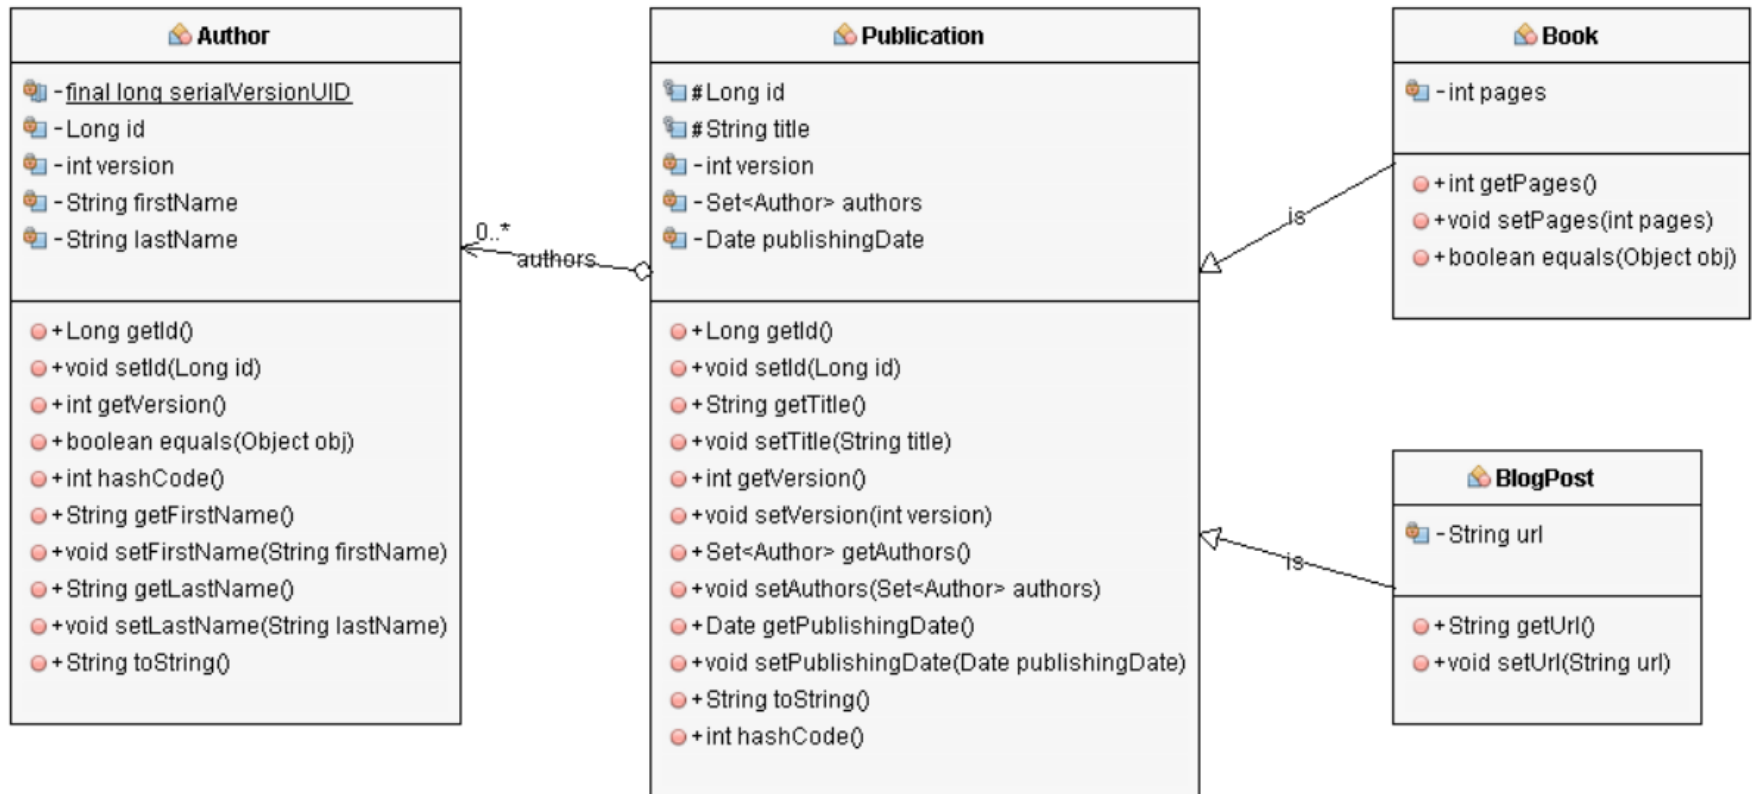 Author
-final long serialVersionUID
-Long id
-int version
-String firstName
-String lastName
+Long getId()
+void setId(Long id)
+int getVersion()
+boolean equals(Object obj)
+int hashCode()
+String getFirstName()
+void setFirstName(String firstName)
+String getLastName()
+void setLastName(String lastName)
+String toString()
0..*
authors
Publication
#Long id
#String title
-int version
-Set<Author> authors
-Date publishingDate
+Long getId()
+void setId(Long id)
+String getTitle()
+void setTitle(String title)
+int getVersion()
+void setVersion(int version)
+Set<Author> getAuthors()
+void setAuthors(Set<Author> authors)
+Date getPublishingDate()
+void setPublishingDate(Date publishingDate)
+String toString()
+int hashCode()
is
Book
-int pages
+int getPages()
+void setPages(int pages)
+boolean equals(Object obj)
is
BlogPost
-String url
+String getUrl()
+void setUrl(String url)